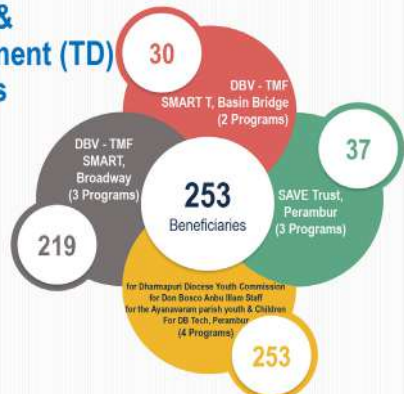 &
ment (TD)
s
30
DBV - TMF
SMART T, Basin Bridge
(2 Programs)
DBV - TMF
SMART,
Broadway
(3 Programs)
37
253
Beneficiaries
SAVE Trust,
Perambur
(3 Programs)
219
for Dharmapuri Diocese Youth Commission
for Don Bosco Anbu Illam Staff
for the Ayanavaram parish youth & Children
For DB Tech, Perambur
(4 Programs)
253